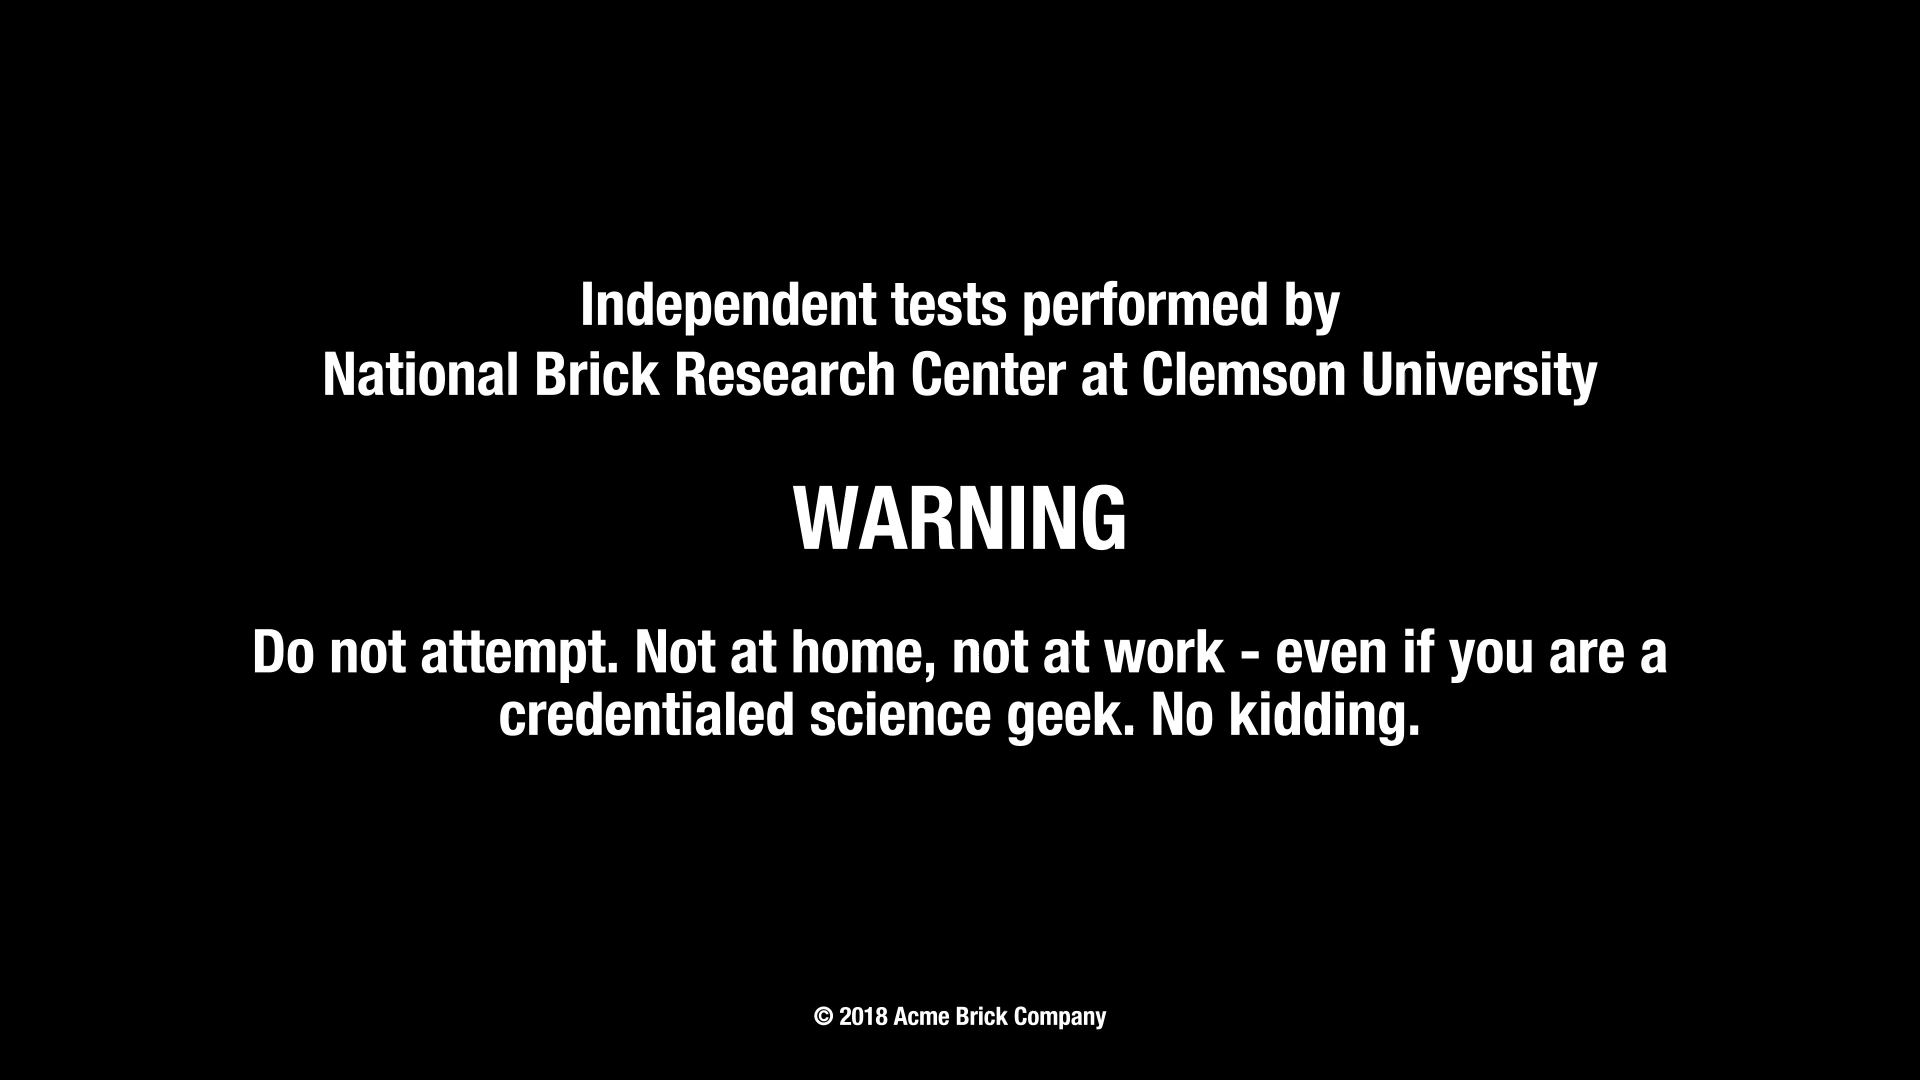 Independent tests performed by
National Brick Research Center at Clemson University
WARNING
Do not attempt. Not at home, not at work - even if you are a
credentialed science geek. No kidding.
© 2018 Acme Brick Company